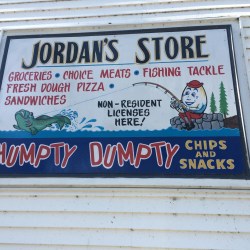 JORDAN'S STORE
GROCERIES • CHOICE MEATS • FISHING TACKLE
FRESH DOUGH PIZZA •
SANDWICHES
NON-RESIDENT
LICENSES
HERE!
HUMPTY DUMPTY
CHIPS
AND
SNACKS